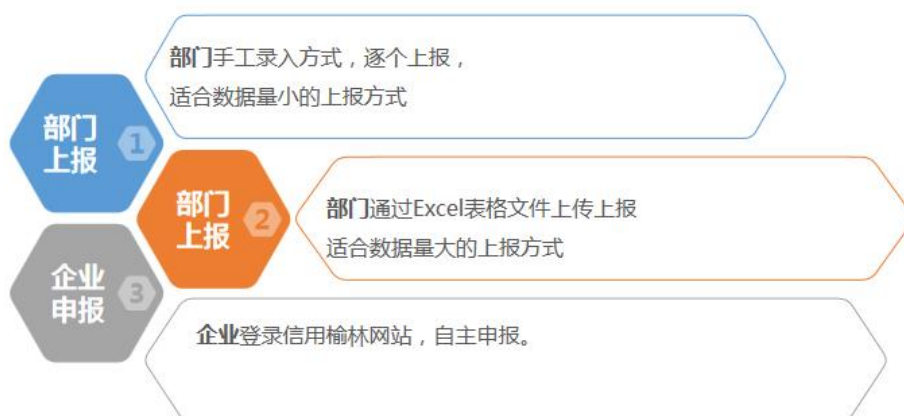 部门手工录入方式，逐个上报，
适合数据量小的上报方式
部门
上报
1
部门
上报
2
部门通过Excel表格文件上传上报
适合数据量大的上报方式
企业
申报
3
企业登录信用榆林网站，自主申报。